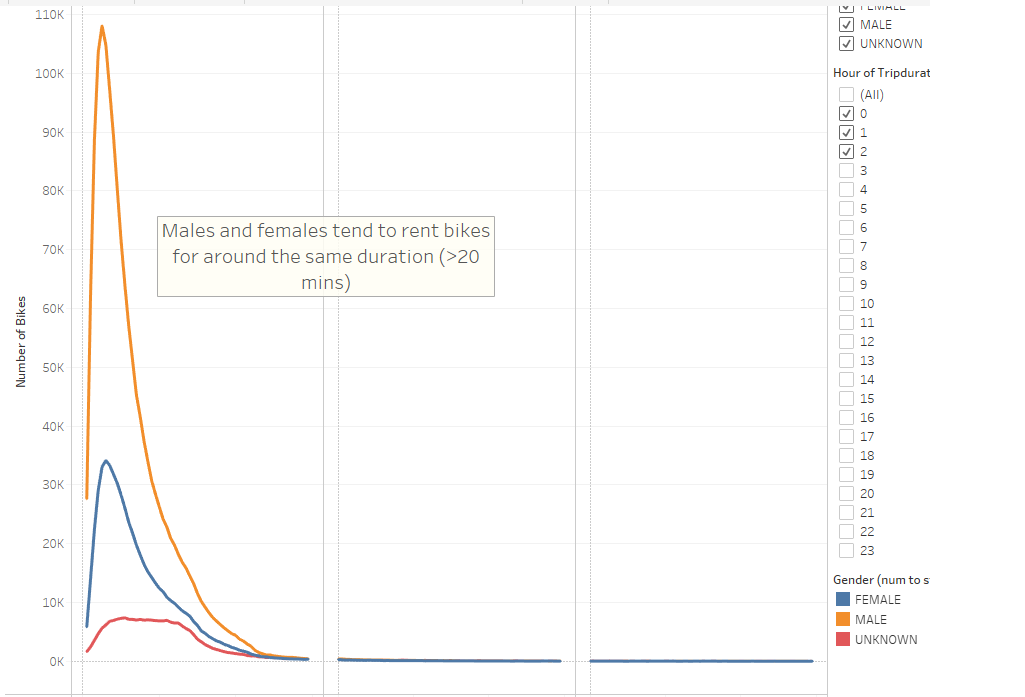 110K
100K
90K
80K
70K
60K
50K
40K
30K
20K
10K
0K
Number of Bikes
Males and females tend to rent bikes
for around the same duration (>20
mins)
FEMALE
MALE
UNKNOWN
Hour of Tripdurat
(All)
0
1
2
3
4
5
6
7
8
9
10
11
12
13
14
15
16
17
18
19
20
21
22
23
Gender (num to s
FEMALE
MALE
UNKNOWN